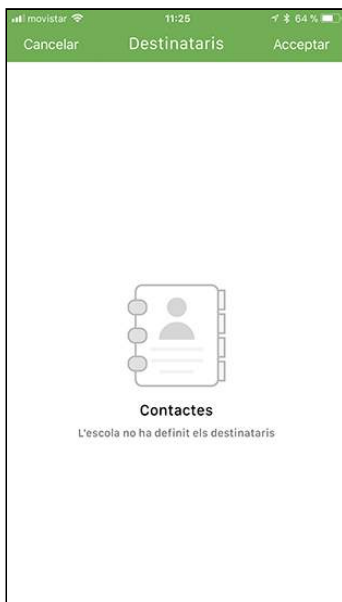 movistar 11:25 64 %
Cancelar Destinataris Acceptar
Contactes
L'escola no ha definit els destinataris